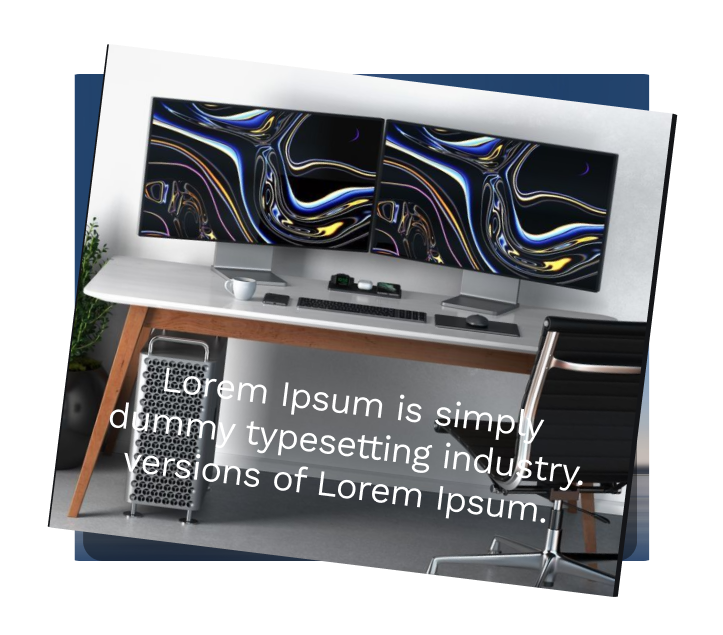 Lorem Ipsum is simply
dummy typesetting industry.
versions of Lorem Ipsum.